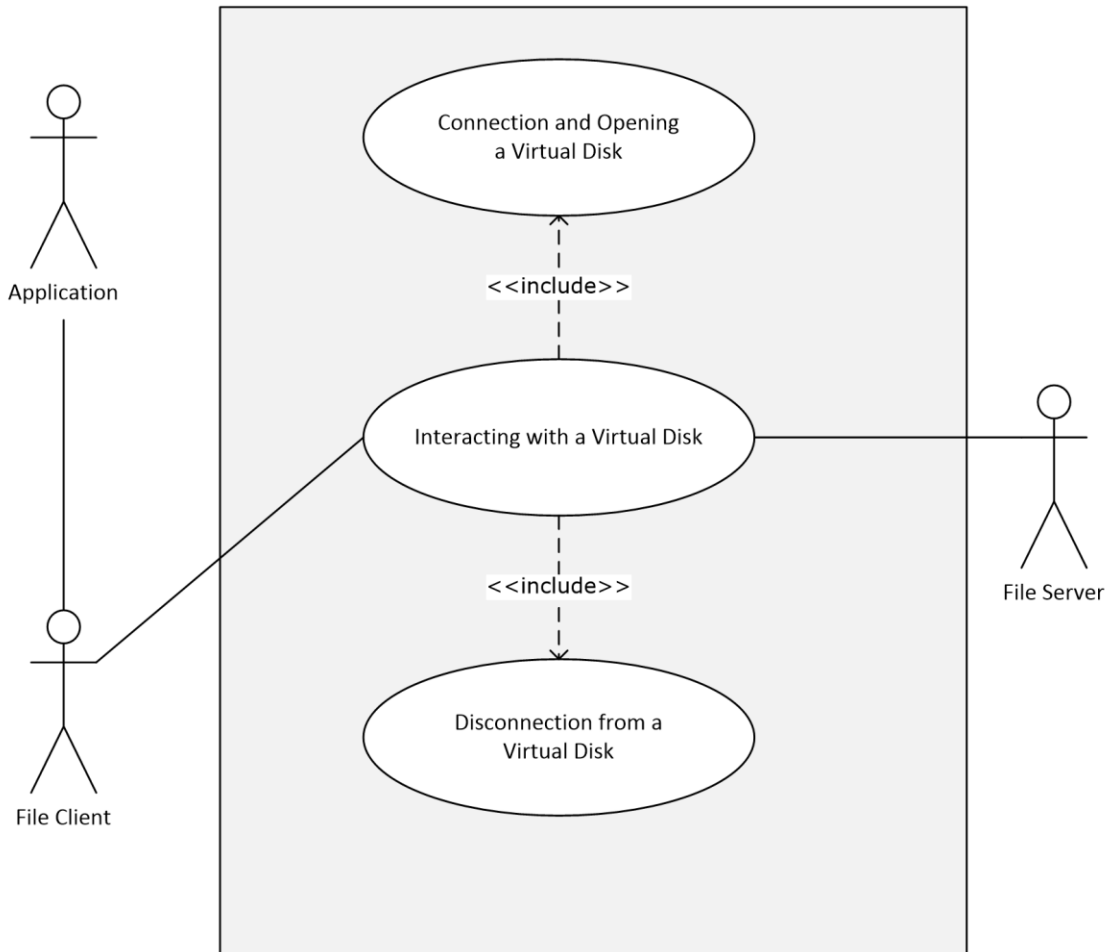 Connection and Opening
a Virtual Disk
Application
<<include>>
Interacting with a Virtual Disk
<<include>>
File Server
Disconnection from a
Virtual Disk
File Client